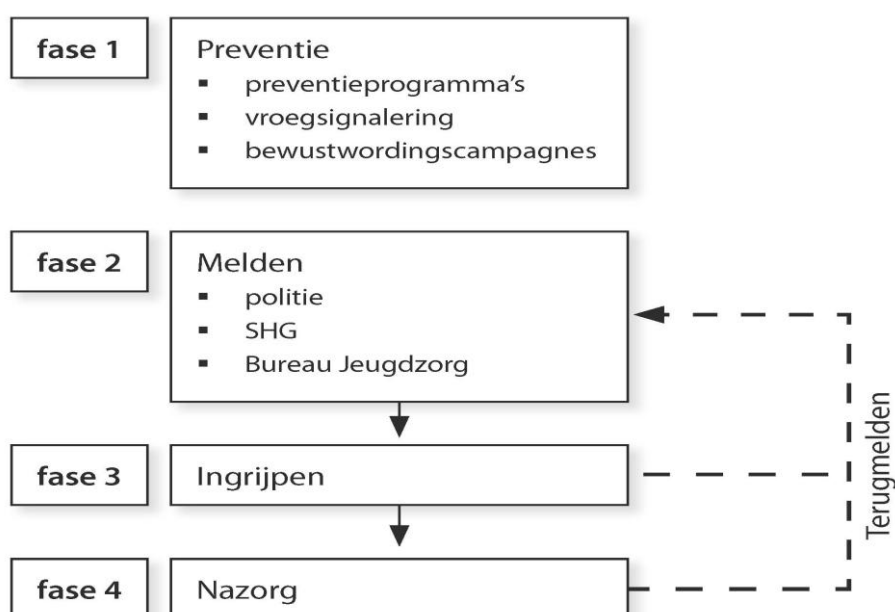 fase 1
Preventie
▪ preventieprogramma's
▪ vroegsignalering
▪ bewustwordingscampagnes
fase 2
Melden
▪ politie
▪ SHG
▪ Bureau Jeugdzorg
fase 3
Ingrijpen
fase 4
Nazorg
Terugmelden